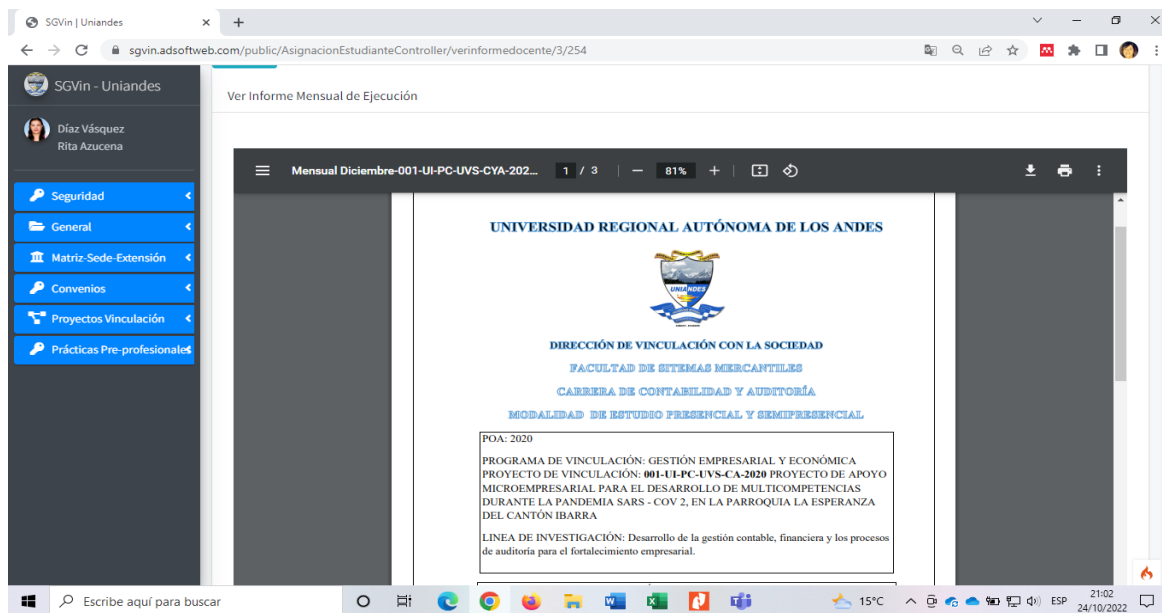 SGVin | Uniandes
sgvin.adsoftweb.com/public/AsignacionEstudianteController/verinformedocente/3/254
SGVin - Uniandes
Díaz Vásquez
Rita Azucena
Seguridad
General
Matriz-Sede-Extensión
Convenios
Proyectos Vinculación
Prácticas Pre-profesionales
Ver Informe Mensual de Ejecución
Mensual Diciembre-001-UI-PC-UVS-CYA-202...
1 / 3
81%
UNIVERSIDAD REGIONAL AUTÓNOMA DE LOS ANDES
UNIANDES
DIRECCIÓN DE VINCULACIÓN CON LA SOCIEDAD
FACULTAD DE SITEMAS MERCANTILES
CARRERA DE CONTABILIDAD Y AUDITORÍA
MODALIDAD DE ESTUDIO PRESENCIAL Y SEMIPRESENCIAL
POA: 2020
PROGRAMA DE VINCULACIÓN: GESTIÓN EMPRESARIAL Y ECONÓMICA
PROYECTO DE VINCULACIÓN: 001-UI-PC-UVS-CA-2020 PROYECTO DE APOYO
MICROEMPRESARIAL PARA EL DESARROLLO DE MULTICOMPETENCIAS
DURANTE LA PANDEMIA SARS - COV 2, EN LA PARROQUIA LA ESPERANZA
DEL CANTÓN IBARRA
LINEA DE INVESTIGACIÓN: Desarrollo de la gestión contable, financiera y los procesos
de auditoría para el fortalecimiento empresarial.
Escribe aquí para buscar
15°C
ESP
21:02
24/10/2022